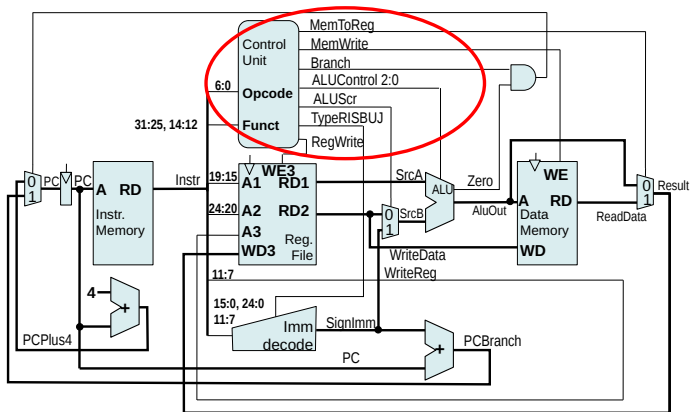 MemToReg
Control
Unit
MemWrite
Branch
ALUControl 2:0
6:0
Opcode
ALUScr
TypeRISBUJ
31:25, 14:12
Funct
RegWrite
0
1
PC
PC
A RD
Instr.
Memory
Instr
19:15
WE3
A1 RD1
SrcA
24:20
A2 RD2
A3
WD3
Reg.
File
0
1
SrcB
ALU
Zero
AluOut
WE
A RD
Data
Memory
WD
ReadData
0
1
Result
WriteData
WriteReg
11:7
4
+
PCPlus4
15:0, 24:0
11:7
Imm
decode
SignImm
+
PCBranch
PC